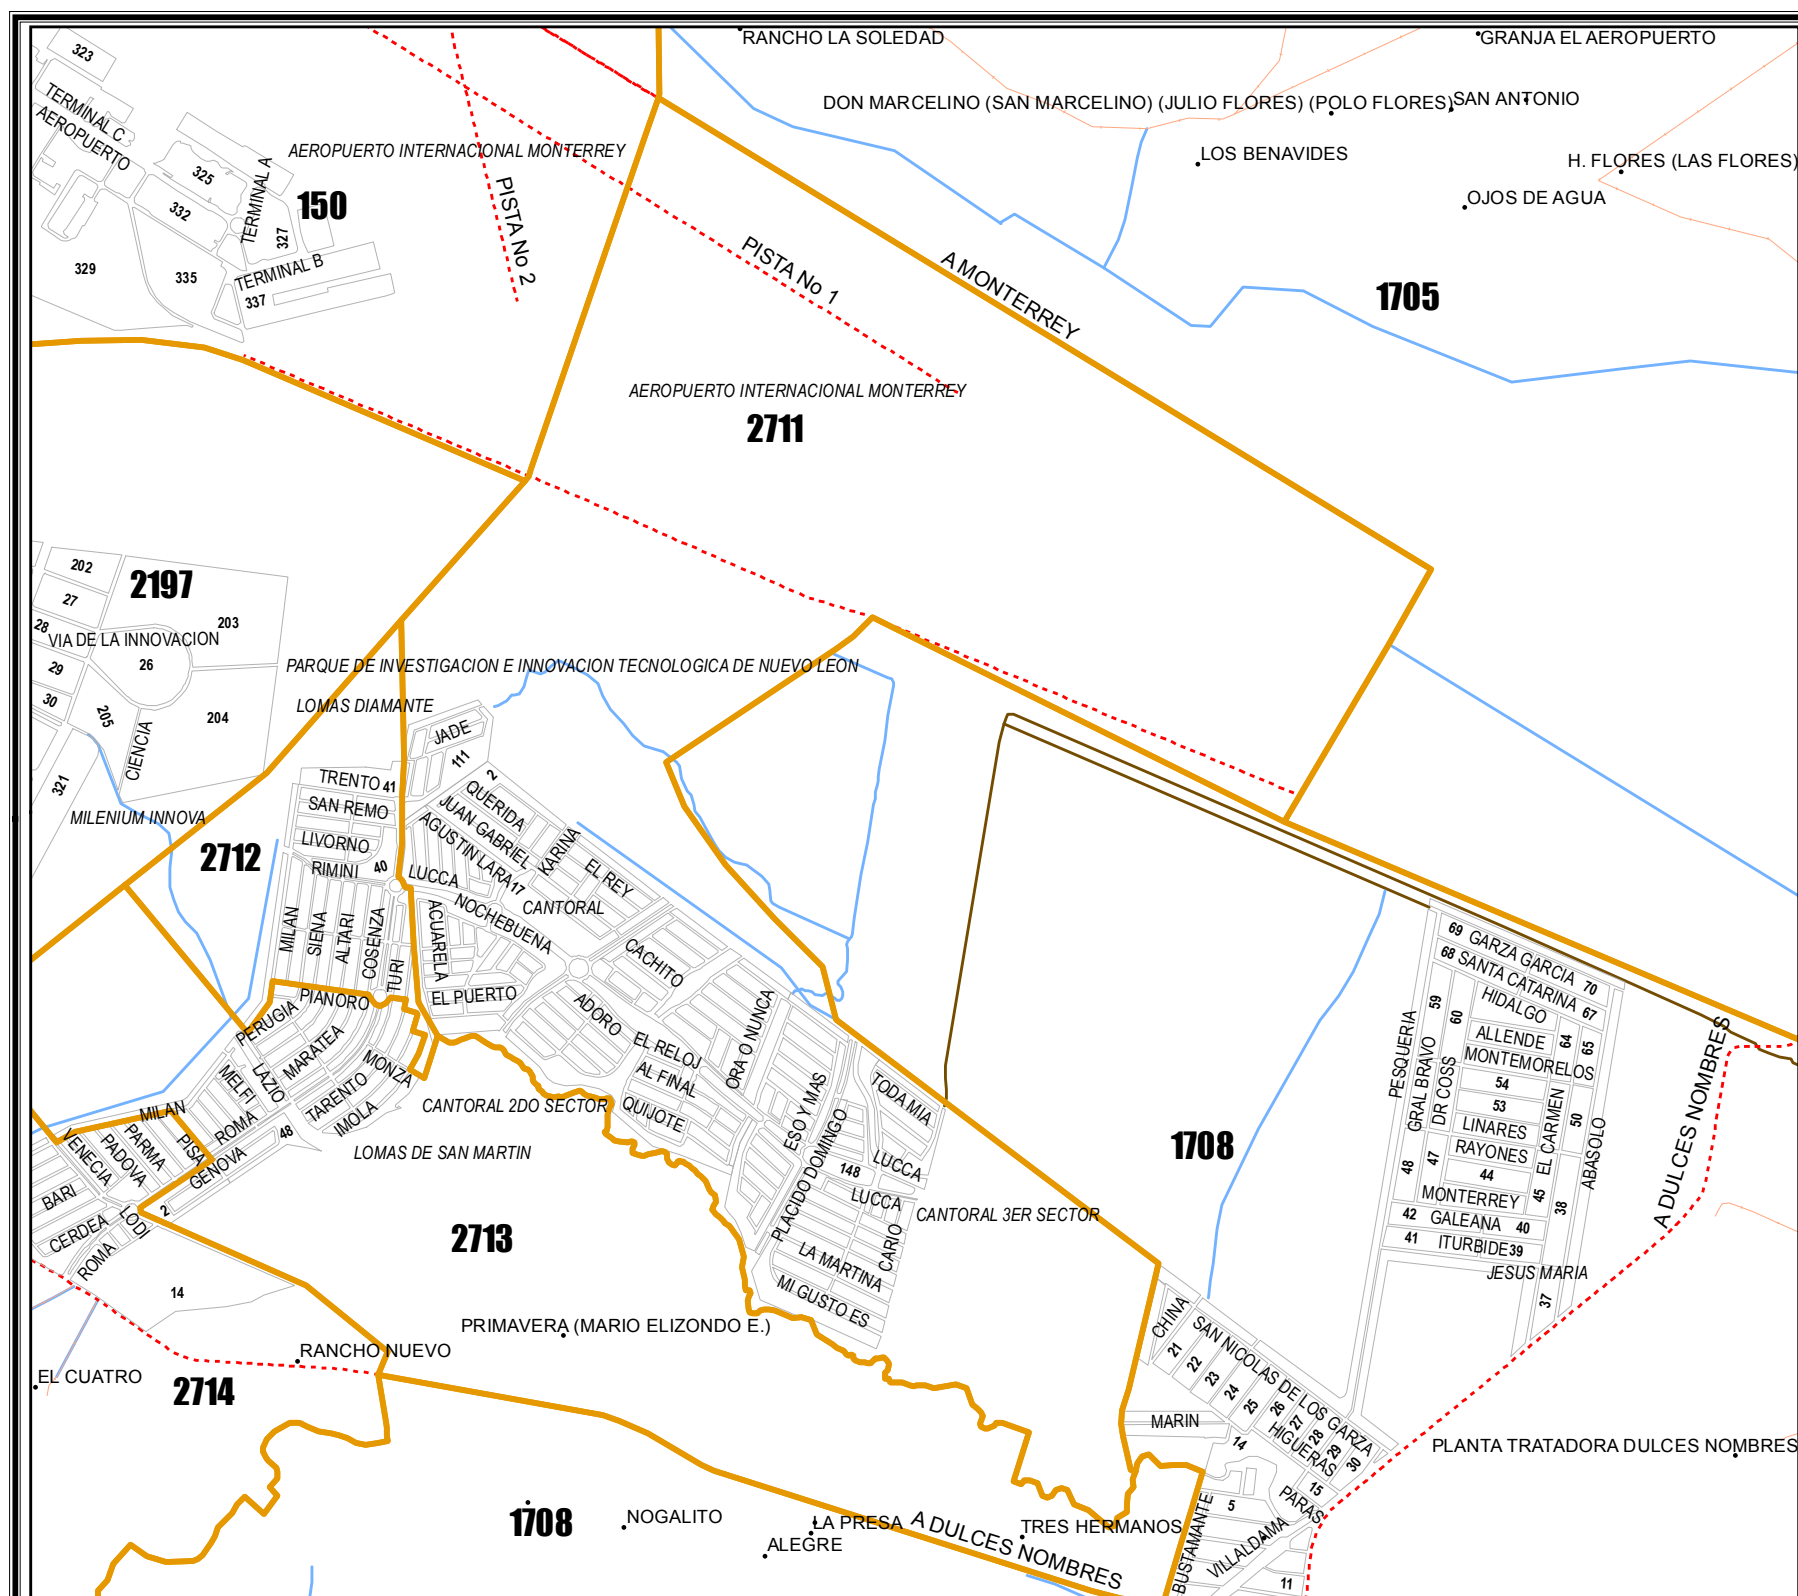 323
RANCHO LA SOLEDAD
GRANJA EL AEROPUERTO
TERMINAL C
AEROPUERTO
DON MARCELINO (SAN MARCELINO) (JULIO FLORES) (POLO FLORES)
SAN ANTONIO
AEROPUERTO INTERNACIONAL MONTERREY
LOS BENAVIDES
H. FLORES (LAS FLORES)
325
TERMINAL A
150
PISTA No 2
OJOS DE AGUA
332
327
329
335
TERMINAL B
337
PISTA No 1
A MONTERREY
1705
AEROPUERTO INTERNACIONAL MONTERREY
2711
202
2197
27
203
28
VIA DE LA INNOVACION
29
26
PARQUE DE INVESTIGACION E INNOVACION TECNOLOGICA DE NUEVO LEON
30
205
204
LOMAS DIAMANTE
CIENCIA
JADE
111
321
TRENTO
41
2
QUERIDA
MILENIUM INNOVA
SAN REMO
JUAN GABRIEL
AGUSTIN LARA
KARINA
LIVORNO
2712
RIMINI
40
LUCCA
17
EL REY
CANTORAL
NOCHEBUENA
MILAN
SIENA
ALTARI
COSENZA
TURI
ACUARELA
CACHITO
69
GARZA GARCIA
70
68
SANTA CATARINA
67
EL PUERTO
PIANORO
ADORO
ORA O NUNCA
59
60
HIDALGO
PERUGIA
MARATEA
EL RELOJ
ALLENDE
64
65
MONZA
AL FINAL
MONTEMORELOS
PESQUERIA
GRAL BRAVO
DR COSS
A DULCES NOMBRES
MELFI
LAZIO
TARENTO
IMOLA
CANTORAL 2DO SECTOR
QUIJOTE
ESO Y MAS
TODA MIA
54
53
MILAN
ROMA
48
PLACIDO DOMINGO
LINARES
EL CARMEN
50
ABASOLO
VENECIA
PADOVA
PARMA
PISA
GENOVA
LOMAS DE SAN MARTIN
148
LUCCA
1708
RAYONES
48
47
44
BARI
LUCCA
MONTERREY
45
38
CERDEA
LODI
2
2713
CANTORAL 3ER SECTOR
42
GALEANA
40
ROMA
LA MARTINA
CARIO
41
ITURBIDE
39
JESUS MARIA
14
MI GUSTO ES
37
PRIMAVERA (MARIO ELIZONDO E.)
CHINA
SAN NICOLAS DE LOS GARZA
RANCHO NUEVO
21
22
23
24
25
26
27
28
29
30
EL CUATRO
2714
MARIN
14
HIGUERAS
PLANTA TRATADORA DULCES NOMBRES
15
PARAS
5
1708
NOGALITO
LA PRESA
ALEGRE
A DULCES NOMBRES
TRES HERMANOS
BUSTAMANTE
VILLALDAMA
11